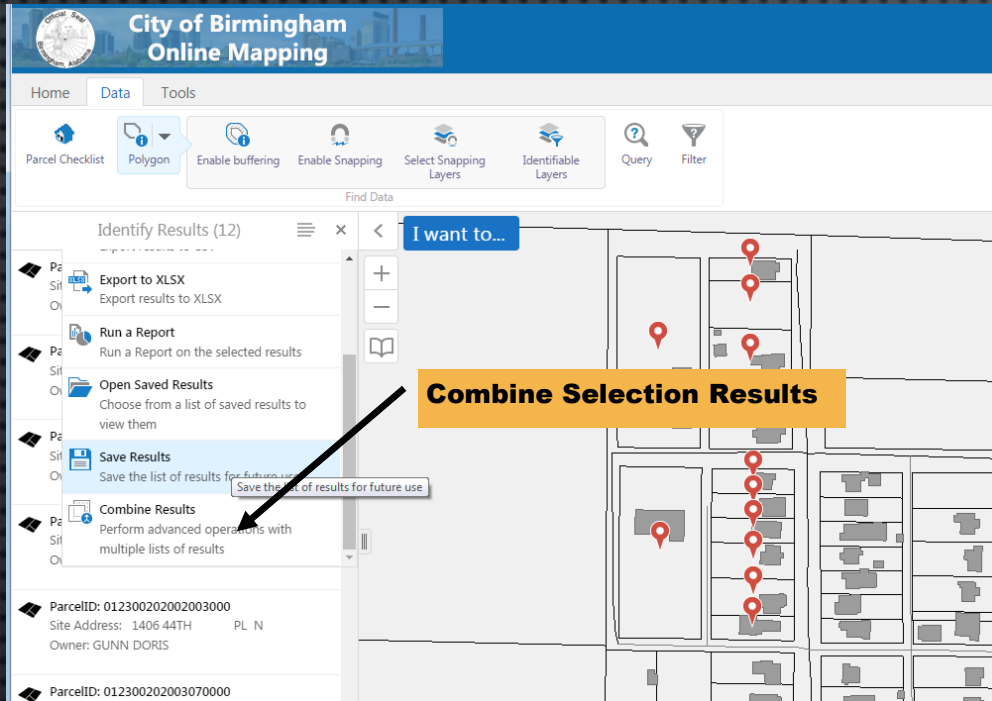 City of Birmingham
Online Mapping
Home Data Tools
Parcel Checklist
Polygon
Enable buffering
Enable Snapping
Select Snapping
Layers
Identifiable
Layers
Query
Filter
Find Data
Identify Results (12)
I want to...
Export to XLSX
Export results to XLSX
Run a Report
Run a Report on the selected results
Open Saved Results
Choose from a list of saved results to
view them
Save Results
Save the list of results for future use
Save the list of results for future use
Combine Results
Perform advanced operations with
multiple lists of results
Combine Selection Results
ParcelID: 012300202002003000
Site Address: 1406 44TH PL N
Owner: GUNN DORIS
ParcelID: 012300202003070000